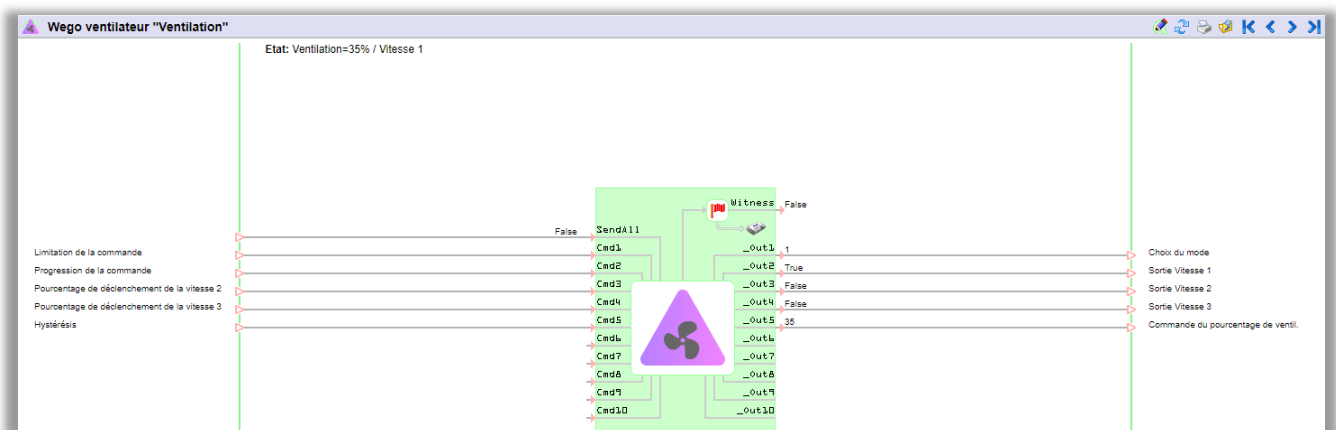 Wego ventilateur "Ventilation"
Etat: Ventilation=35% / Vitesse 1
Witness False
False SendAll
Limitation de la commande Cmd1 _Out1 1 Choix du mode
Progression de la commande Cmd2 _Out2 True Sortie Vitesse 1
Pourcentage de déclenchement de la vitesse 2 Cmd3 _Out3 False Sortie Vitesse 2
Pourcentage de déclenchement de la vitesse 3 Cmd4 _Out4 False Sortie Vitesse 3
Hystérésis Cmd5 _Out5 35 Commande du pourcentage de ventil.
Cmd6 _Out6
Cmd7 _Out7
Cmd8 _Out8
Cmd9 _Out9
Cmd10 _Out10